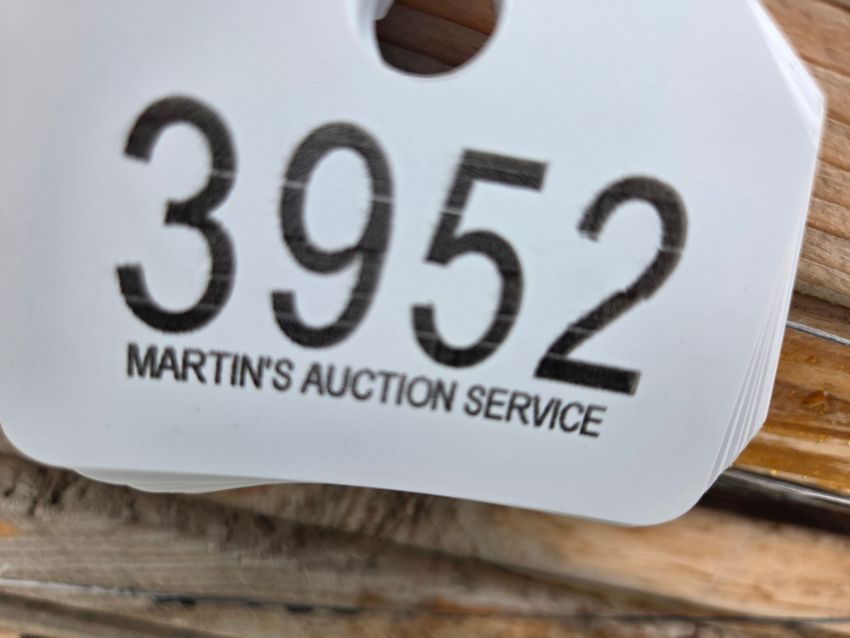 3952
MARTIN'S AUCTION SERVICE